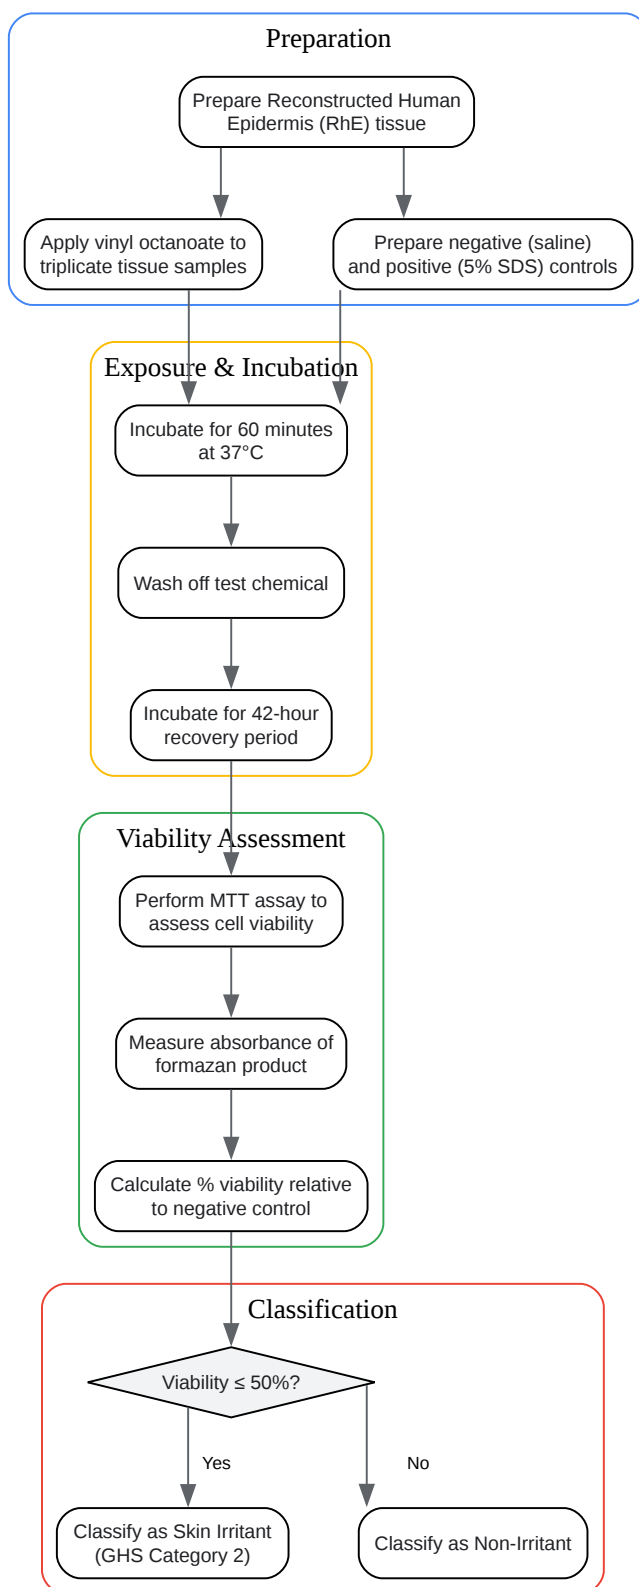 Preparation
Prepare Reconstructed Human
Epidermis (RhE) tissue
Apply vinyl octanoate to
triplicate tissue samples
Prepare negative (saline)
and positive (5% SDS) controls
Exposure & Incubation
Incubate for 60 minutes
at 37°C
Wash off test chemical
Incubate for 42-hour
recovery period
Viability Assessment
Perform MTT assay to
assess cell viability
Measure absorbance of
formazan product
Calculate % viability relative
to negative control
Classification
Viability ≤ 50%?
Yes
No
Classify as Skin Irritant
(GHS Category 2)
Classify as Non-Irritant